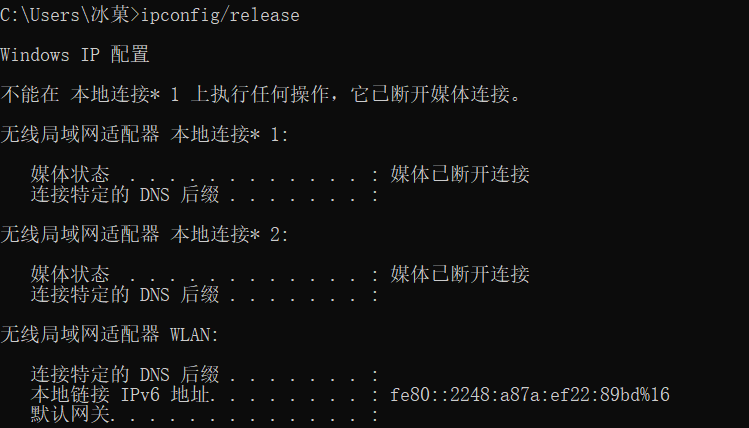 C:\Users\冰菓>ipconfig/release
Windows IP 配置
不能在 本地连接* 1 上执行任何操作，它已断开媒体连接。
无线局域网适配器 本地连接* 1:
媒体状态 . . . . . . . . . . . . : 媒体已断开连接
连接特定的 DNS 后缀 . . . . . . . :
无线局域网适配器 本地连接* 2:
媒体状态 . . . . . . . . . . . . : 媒体已断开连接
连接特定的 DNS 后缀 . . . . . . . :
无线局域网适配器 WLAN:
连接特定的 DNS 后缀 . . . . . . . :
本地链接 IPv6 地址. . . . . . . . : fe80::2248:a87a:ef22:89bd%16
默认网关. . . . . . . . . . . . . :